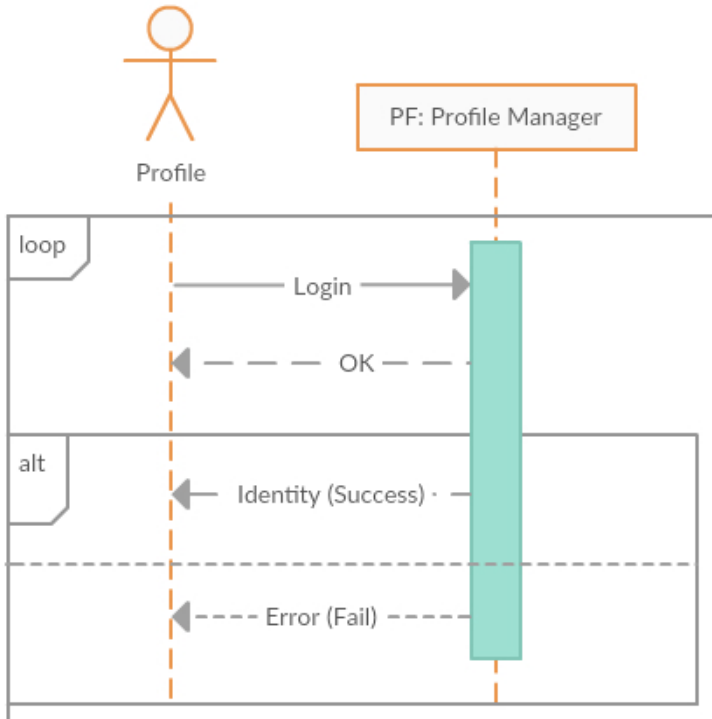 PF: Profile Manager
Profile
loop
Login
OK
alt
Identity (Success)
Error (Fail)